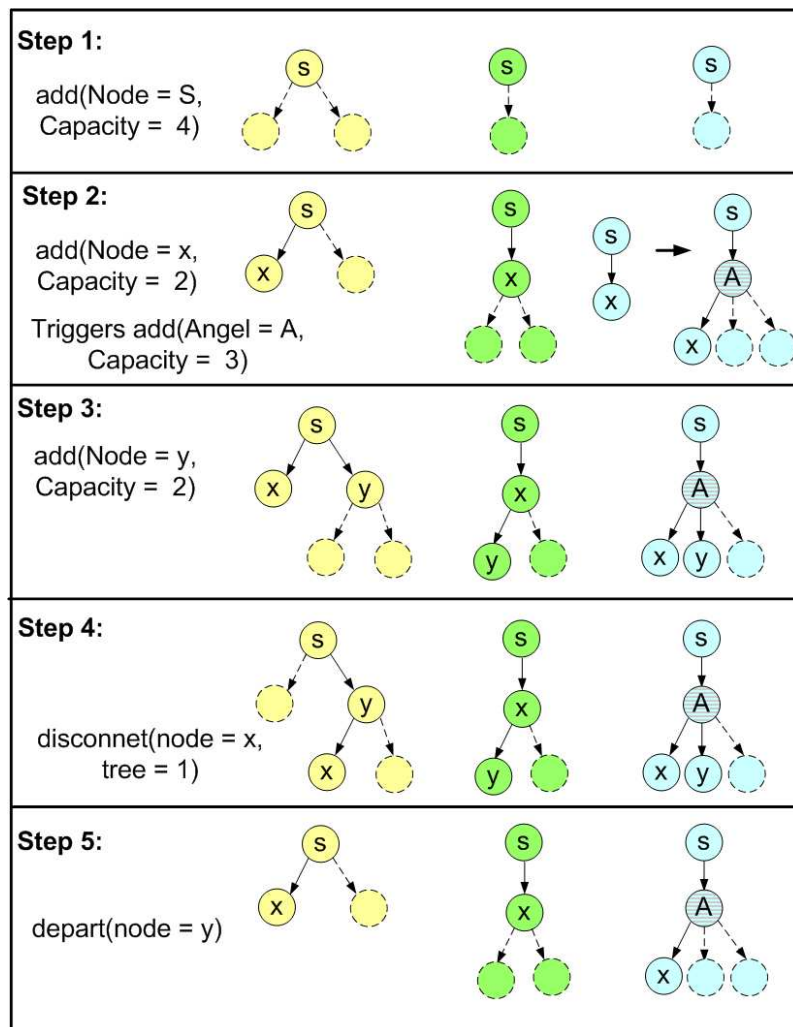 Step 1:
add(Node = S,
Capacity = 4)
s s s
Step 2:
add(Node = x,
Capacity = 2)
Triggers add(Angel = A,
Capacity = 3)
s s s s
x x x A
x
Step 3:
add(Node = y,
Capacity = 2)
s s s
x y x A
y x y
Step 4:
disconnet(node = x,
tree = 1)
s s s
y x A
x y x y
Step 5:
depart(node = y)
s s s
x x A
x